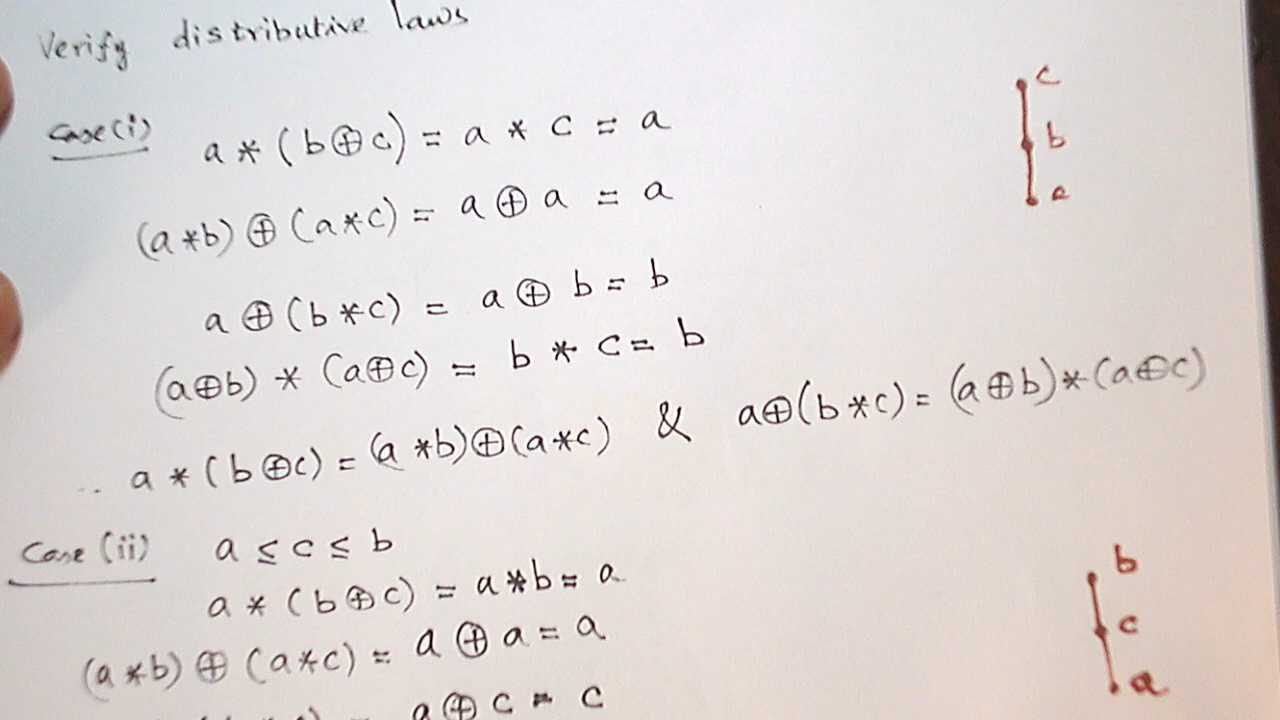 Verify distributive laws
Case (i) a * (b ⊕ c) = a * c = a
(a * b) ⊕ (a * c) = a ⊕ a = a
a ⊕ (b * c) = a ⊕ b = b
(a ⊕ b) * (a ⊕ c) = b * c = b
∴ a * (b ⊕ c) = (a * b) ⊕ (a * c) & a ⊕ (b * c) = (a ⊕ b) * (a ⊕ c)
c
b
a
Case (ii) a ≤ c ≤ b
a * (b ⊕ c) = a * b = a
(a * b) ⊕ (a * c) = a ⊕ a = a
a ⊕ c = c
b
c
a